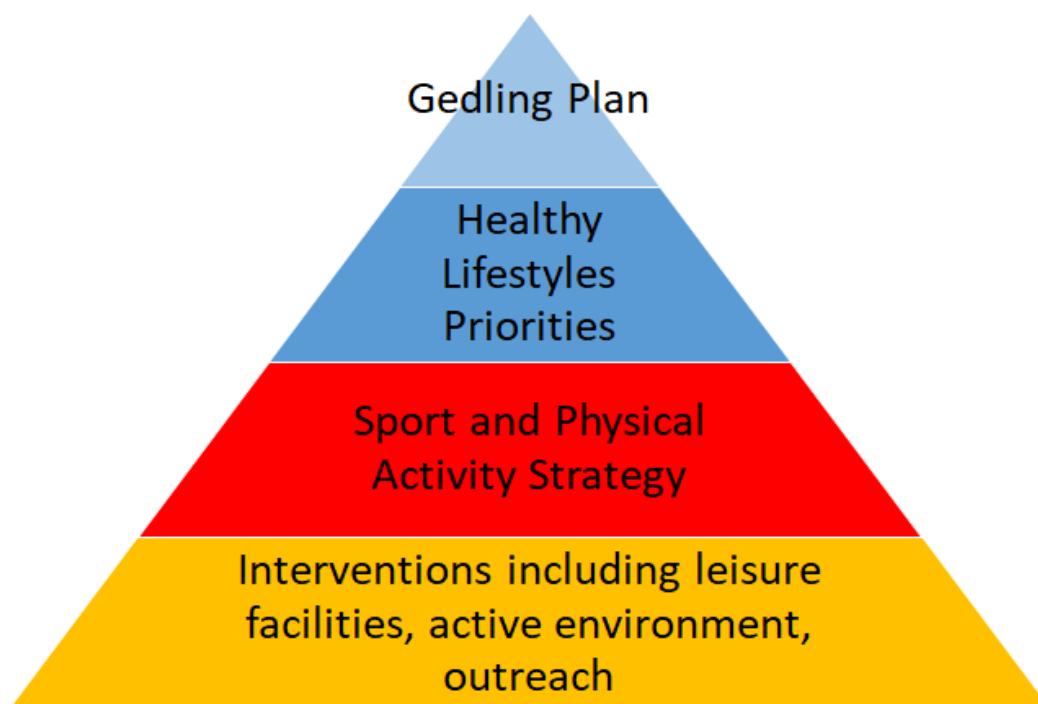 Gedling Plan
Healthy
Lifestyles
Priorities
Sport and Physical
Activity Strategy
Interventions including leisure
facilities, active environment,
outreach